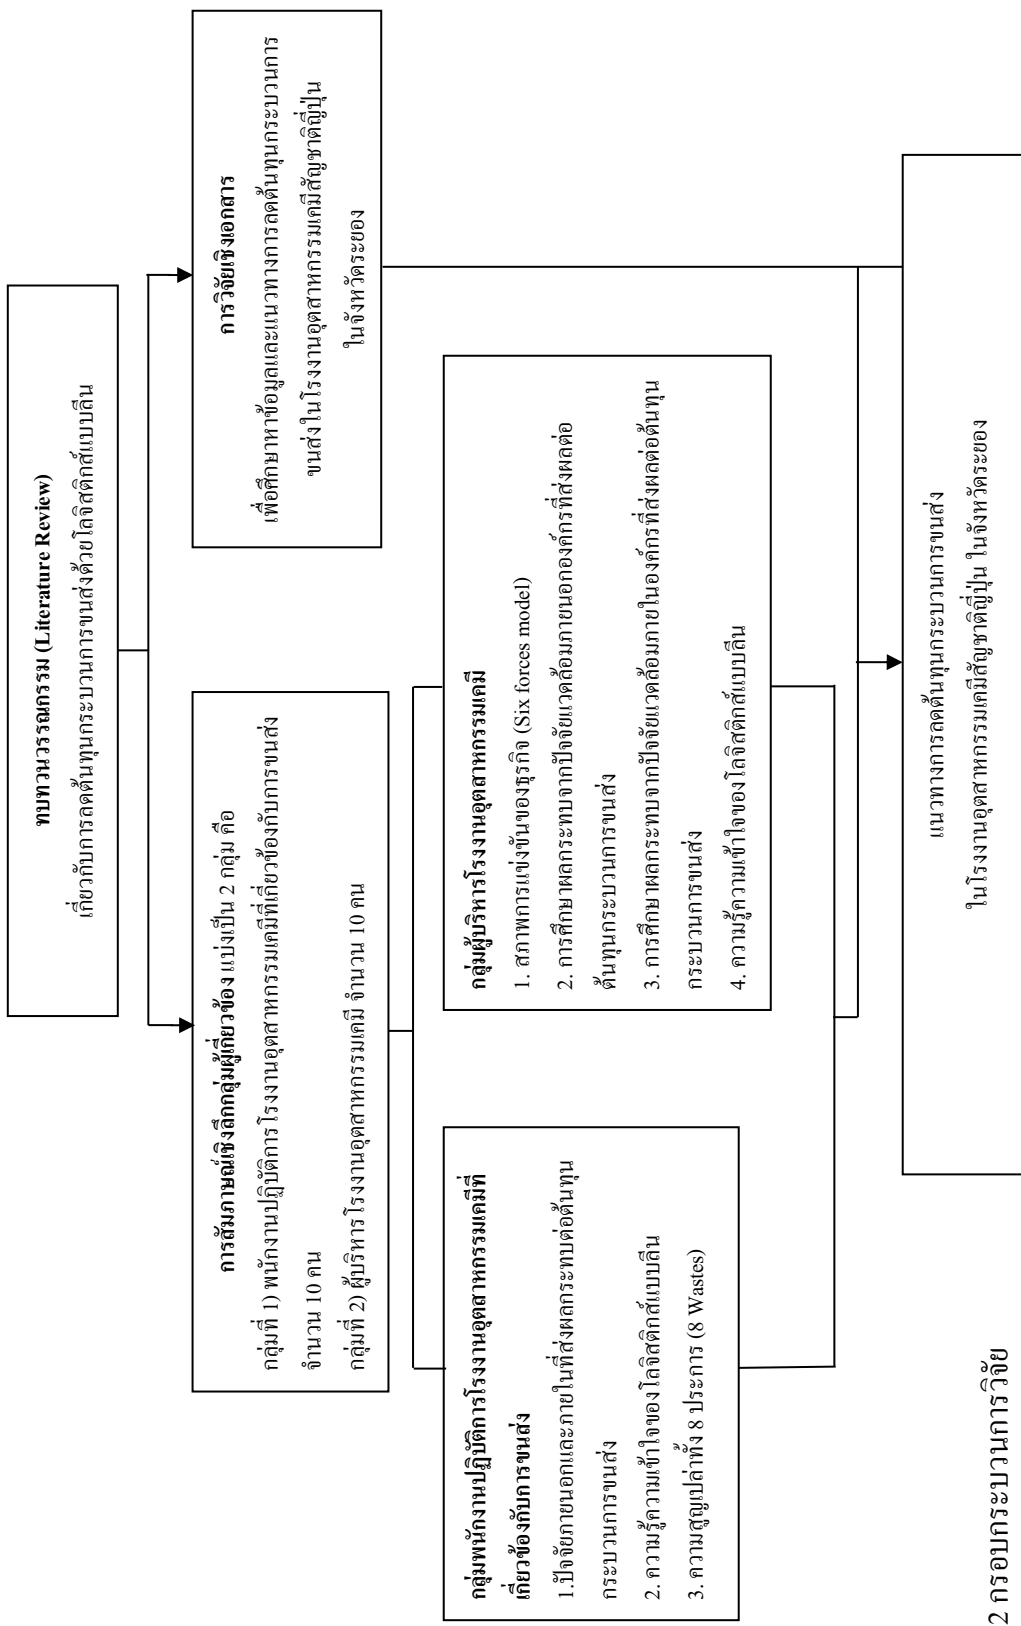 ทบทวนวรรณกรรม (Literature Review)
เกี่ยวกับการลดต้นทุนกระบวนการขนส่งด้วยโลจิสติกส์แบบลีน
การสัมภาษณ์เชิงลึกกลุ่มผู้เกี่ยวข้อง แบ่งเป็น 2 กลุ่ม คือ
กลุ่มที่ 1) พนักงานปฏิบัติการโรงงานอุตสาหกรรมเคมีที่เกี่ยวข้องกับการขนส่ง
จำนวน 10 คน
กลุ่มที่ 2) ผู้บริหารโรงงานอุตสาหกรรมเคมี จำนวน 10 คน
การวิจัยเชิงเอกสาร
เพื่อศึกษาหาข้อมูลและแนวทางการลดต้นทุนกระบวนการ
ขนส่งในโรงงานอุตสาหกรรมเคมีสัญชาติญี่ปุ่น
ในจังหวัดระยอง
กลุ่มพนักงานปฏิบัติการโรงงานอุตสาหกรรมเคมีที่
เกี่ยวข้องกับการขนส่ง
1.ปัจจัยภายนอกและภายในที่ส่งผลกระทบต่อต้นทุน
กระบวนการขนส่ง
2. ความรู้ความเข้าใจของโลจิสติกส์แบบลีน
3. ความสูญเปล่าทั้ง 8 ประการ (8 Wastes)
กลุ่มผู้บริหารโรงงานอุตสาหกรรมเคมี
1. สภาพการแข่งขันของธุรกิจ (Six forces model)
2. การศึกษาผลกระทบจากปัจจัยแวดล้อมภายนอกองค์กรที่ส่งผลต่อ
ต้นทุนกระบวนการขนส่ง
3. การศึกษาผลกระทบจากปัจจัยแวดล้อมภายในองค์กรที่ส่งผลต่อต้นทุน
กระบวนการขนส่ง
4. ความรู้ความเข้าใจของโลจิสติกส์แบบลีน
แนวทางการลดต้นทุนกระบวนการขนส่ง
ในโรงงานอุตสาหกรรมเคมีสัญชาติญี่ปุ่น ในจังหวัดระยอง
2 กรอบกระบวนการวิจัย